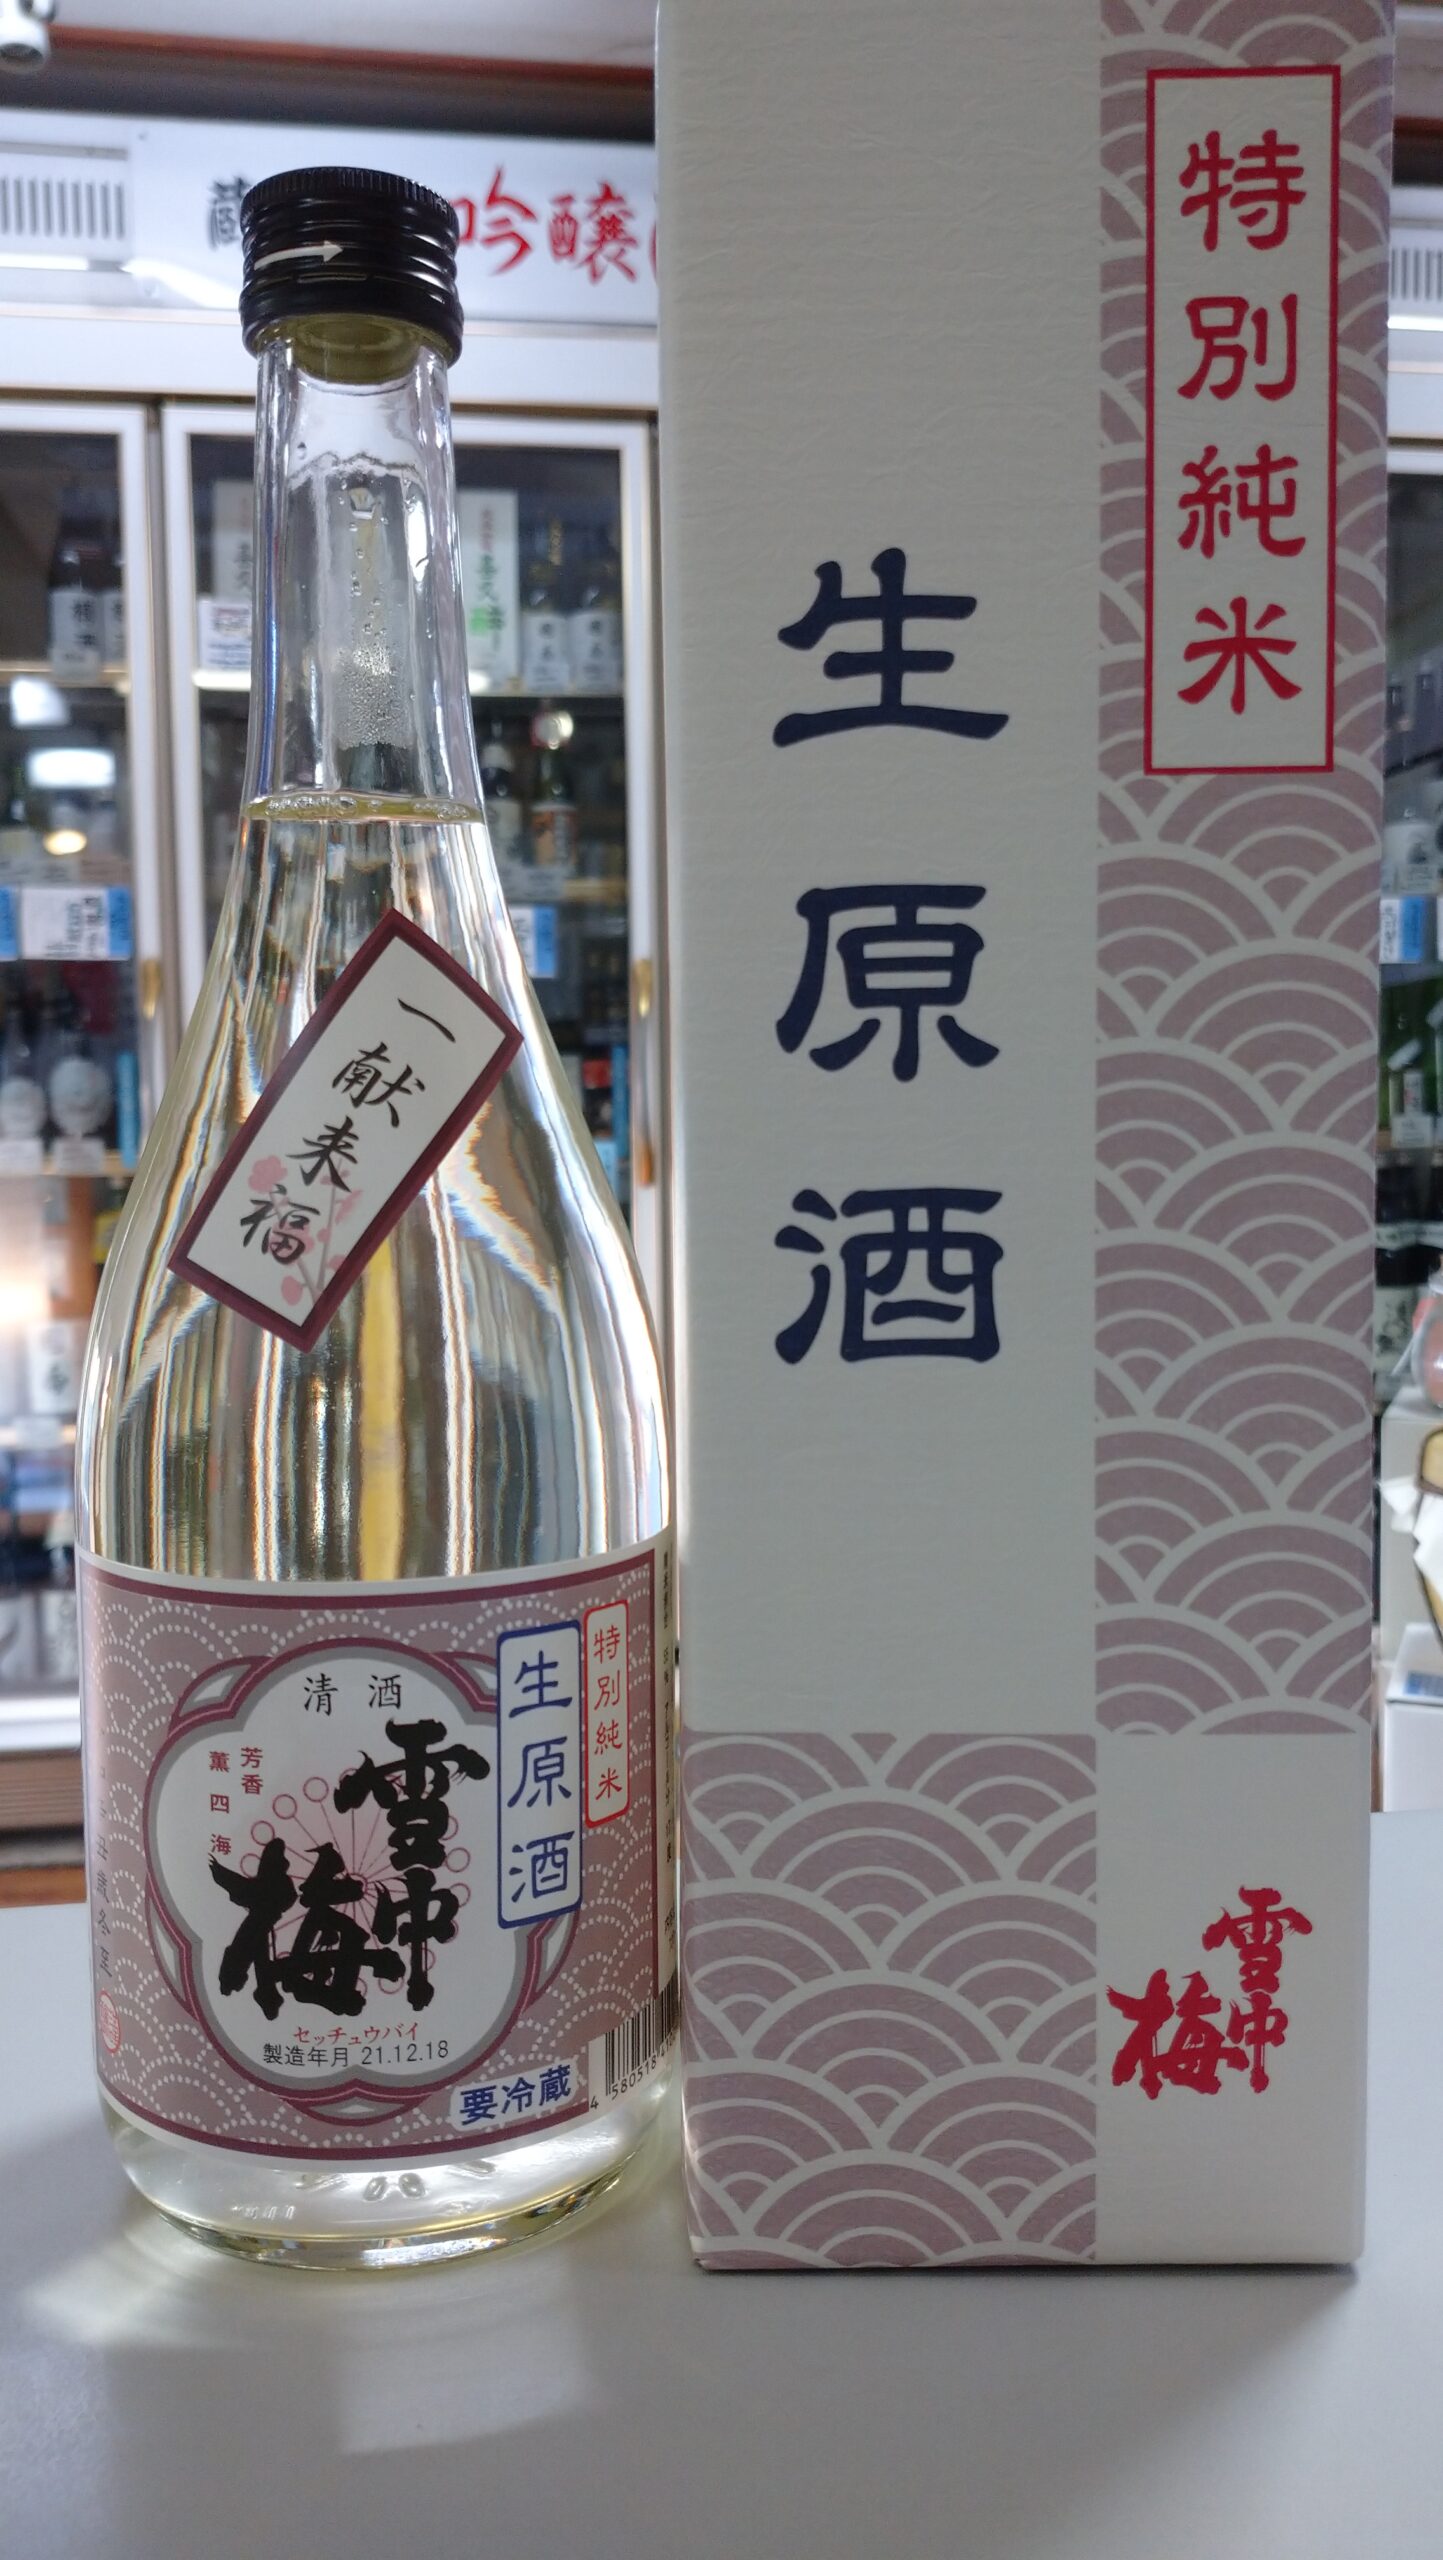 吟醸
一献来福
特別純米
生原酒
清酒
芳香
薫四海
雪中梅
セッチュウバイ
製造年月 21.12.18
要冷蔵
特別純米
生原酒
雪中梅